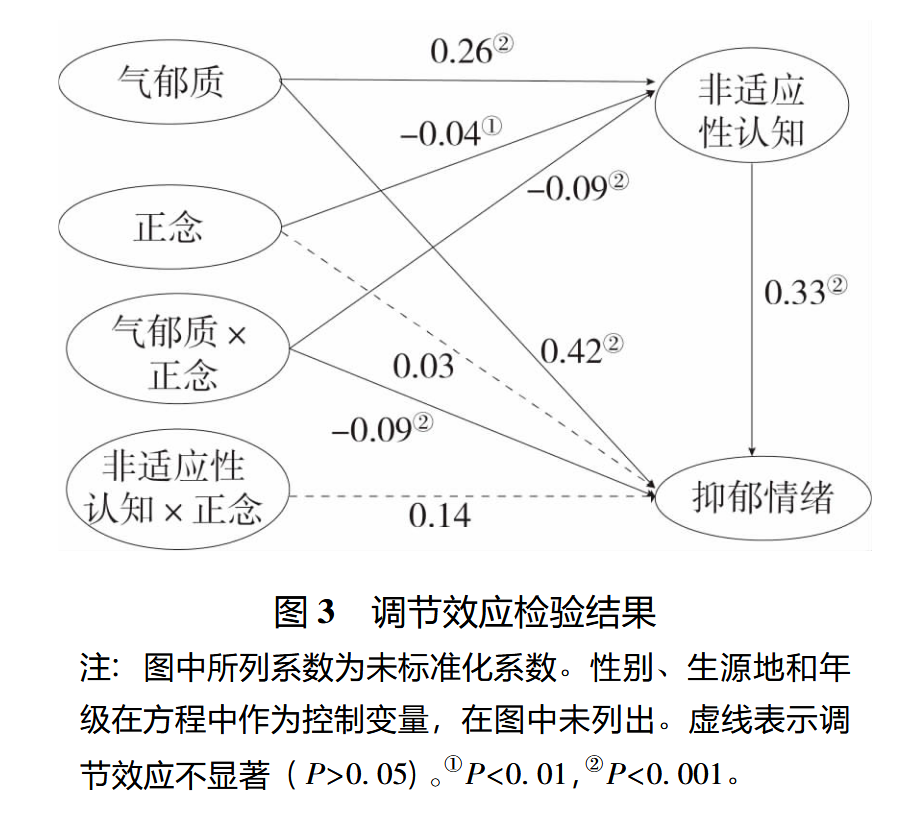 气郁质
0.26②
非适应
性认知
−0.04①
−0.09②
正念
0.33②
气郁质×
正念
0.03
0.42②
−0.09②
非适应性
认知×正念
0.14
抑郁情绪
图 3 调节效应检验结果
注：图中所列系数为未标准化系数。性别、生源地和年
级在方程中作为控制变量，在图中未列出。虚线表示调
节效应不显著（P>0. 05)。①P<0. 01,②P<0. 001。